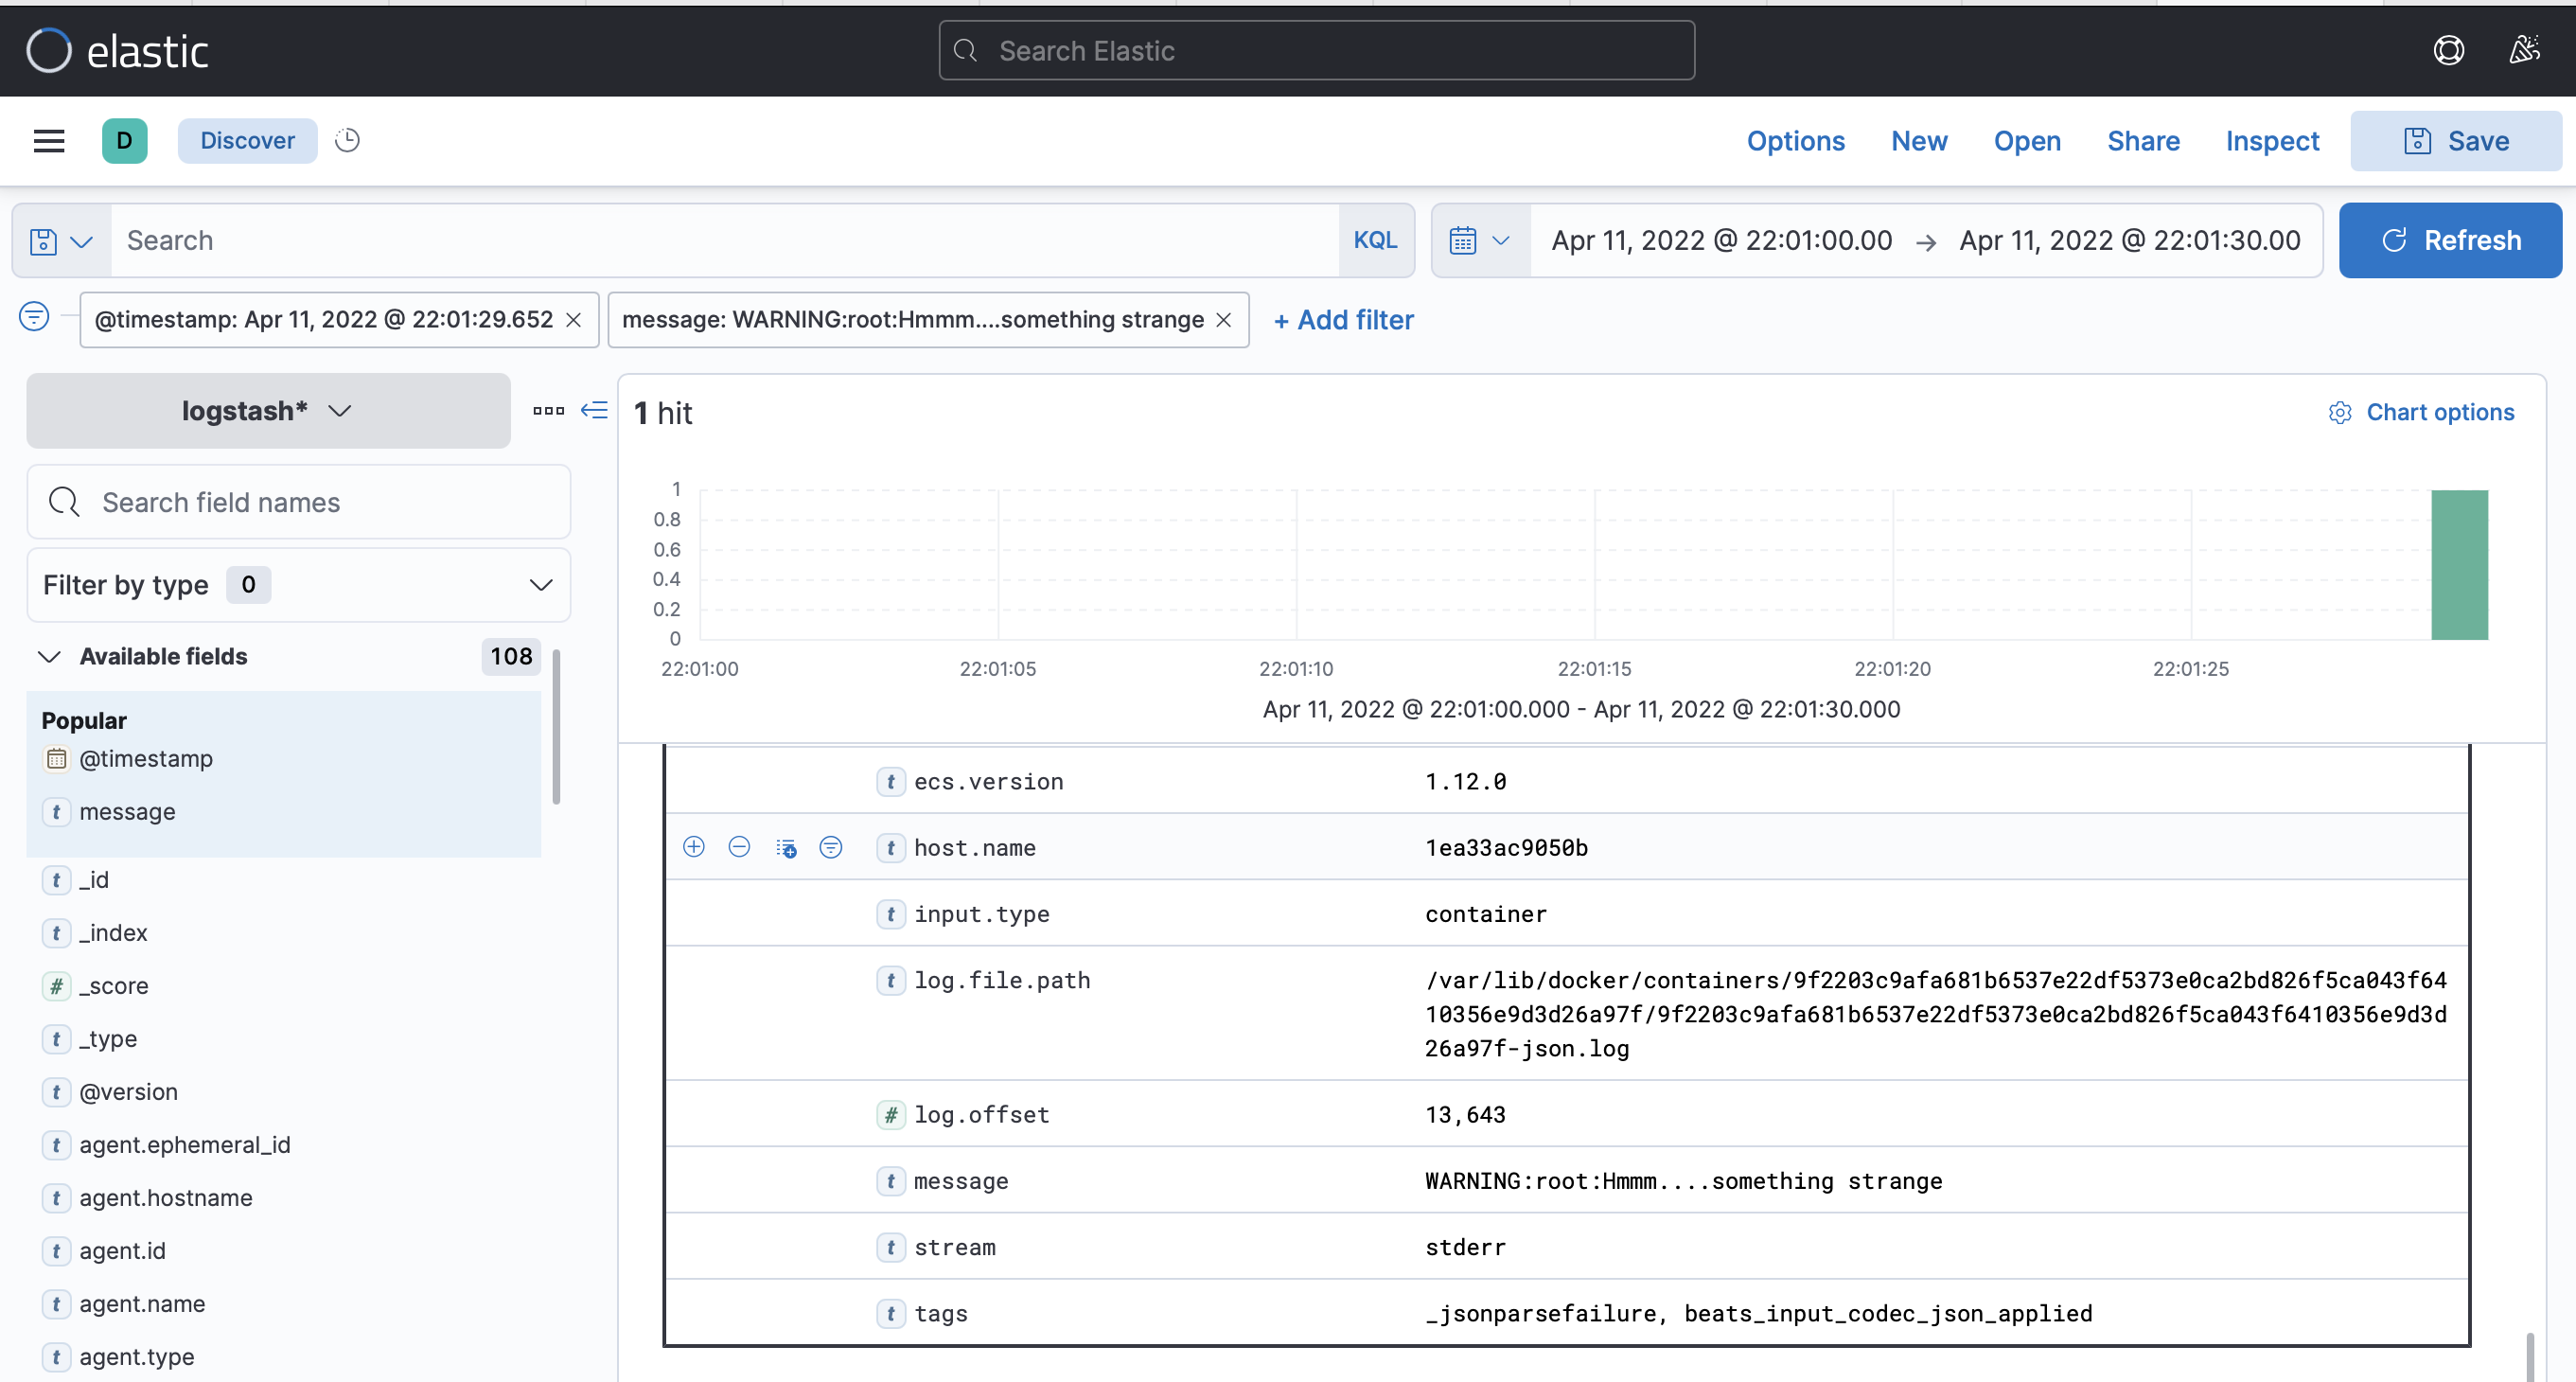 elastic
Search Elastic
D
Discover
Options
New
Open
Share
Inspect
Save
Search
KQL
Apr 11, 2022 @ 22:01:00.00 → Apr 11, 2022 @ 22:01:30.00
Refresh
@timestamp: Apr 11, 2022 @ 22:01:29.652 ×
message: WARNING:root:Hmmm....something strange ×
+ Add filter
logstash*
Search field names
Filter by type 0
Available fields 108
Popular
@timestamp
t message
t _id
t _index
# _score
t _type
t @version
t agent.ephemeral_id
t agent.hostname
t agent.id
t agent.name
t agent.type
1 hit
Chart options
1
0.8
0.6
0.4
0.2
0
22:01:00 22:01:05 22:01:10 22:01:15 22:01:20 22:01:25
Apr 11, 2022 @ 22:01:00.000 - Apr 11, 2022 @ 22:01:30.000
t ecs.version 1.12.0
t host.name 1ea33ac9050b
t input.type container
t log.file.path /var/lib/docker/containers/9f2203c9afa681b6537e22df5373e0ca2bd826f5ca043f64
10356e9d3d26a97f/9f2203c9afa681b6537e22df5373e0ca2bd826f5ca043f6410356e9d3d
26a97f-json.log
# log.offset 13,643
t message WARNING:root:Hmmm....something strange
t stream stderr
t tags _jsonparsefailure, beats_input_codec_json_applied